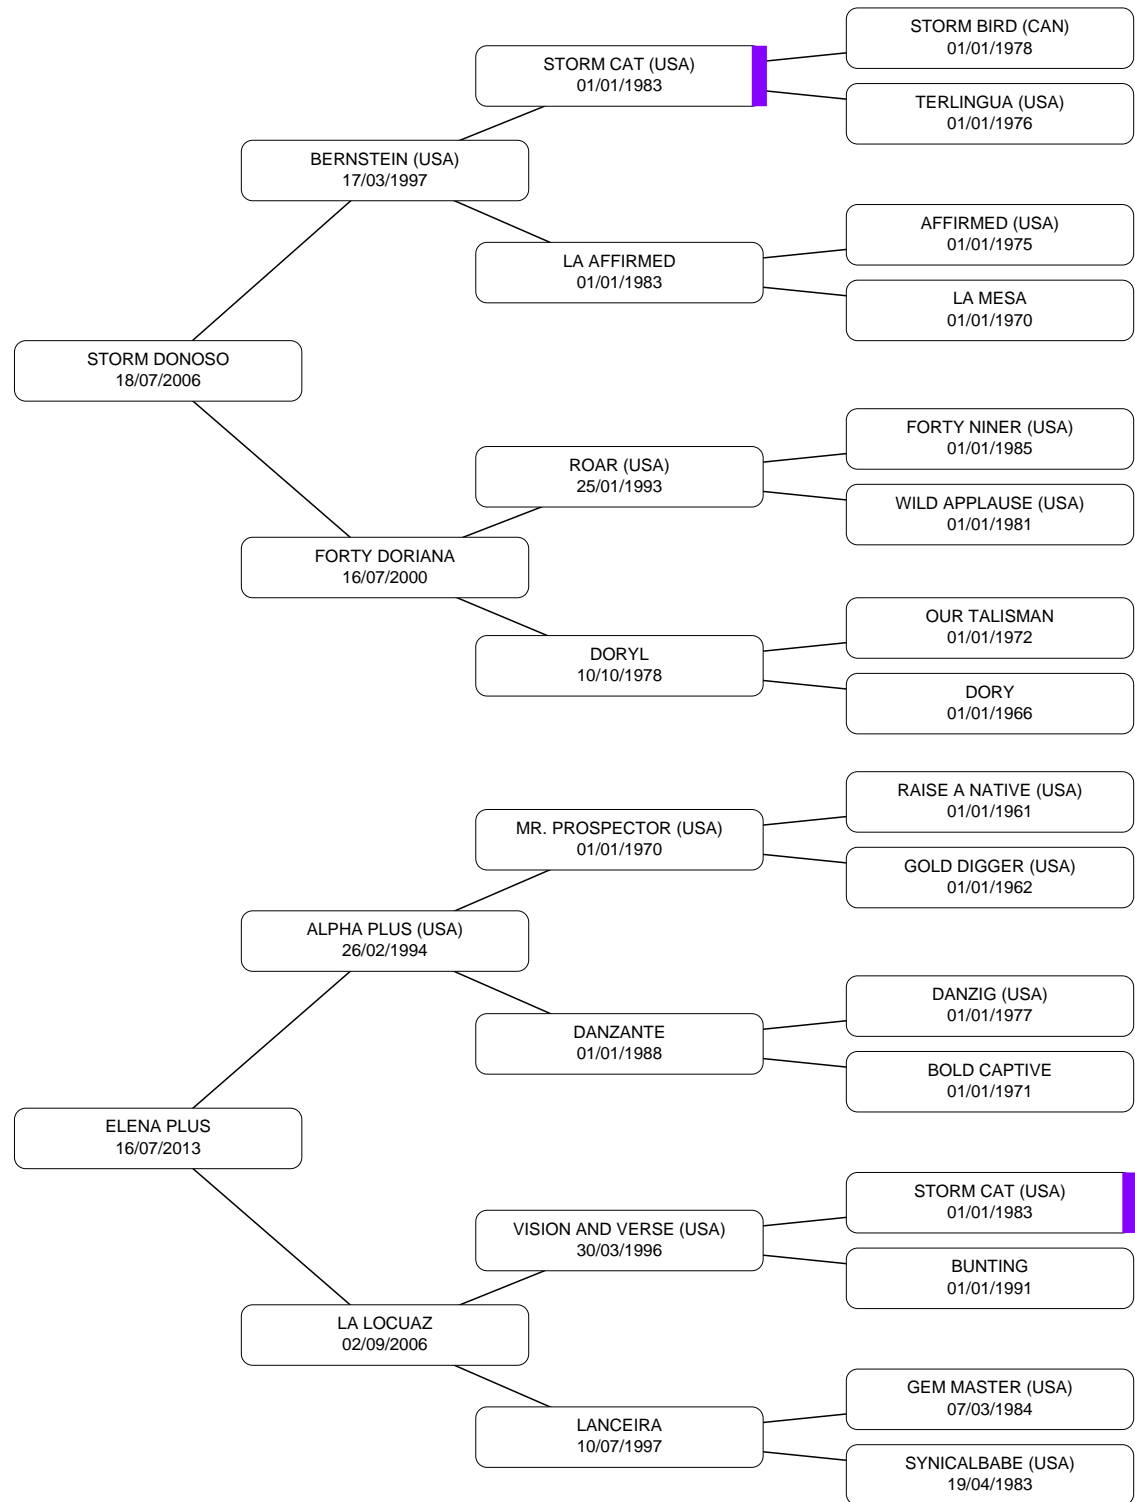 STORM BIRD (CAN)
01/01/1978
STORM CAT (USA)
01/01/1983
TERLINGUA (USA)
01/01/1976
BERNSTEIN (USA)
17/03/1997
AFFIRMED (USA)
01/01/1975
LA AFFIRMED
01/01/1983
LA MESA
01/01/1970
STORM DONOSO
18/07/2006
FORTY NINER (USA)
01/01/1985
ROAR (USA)
25/01/1993
WILD APPLAUSE (USA)
01/01/1981
FORTY DORIANA
16/07/2000
OUR TALISMAN
01/01/1972
DORYL
10/10/1978
DORY
01/01/1966
RAISE A NATIVE (USA)
01/01/1961
MR. PROSPECTOR (USA)
01/01/1970
GOLD DIGGER (USA)
01/01/1962
ALPHA PLUS (USA)
26/02/1994
DANZIG (USA)
01/01/1977
DANZANTE
01/01/1988
BOLD CAPTIVE
01/01/1971
ELENA PLUS
16/07/2013
STORM CAT (USA)
01/01/1983
VISION AND VERSE (USA)
30/03/1996
BUNTING
01/01/1991
LA LOCUAZ
02/09/2006
GEM MASTER (USA)
07/03/1984
LANCEIRA
10/07/1997
SYNICALBABE (USA)
19/04/1983